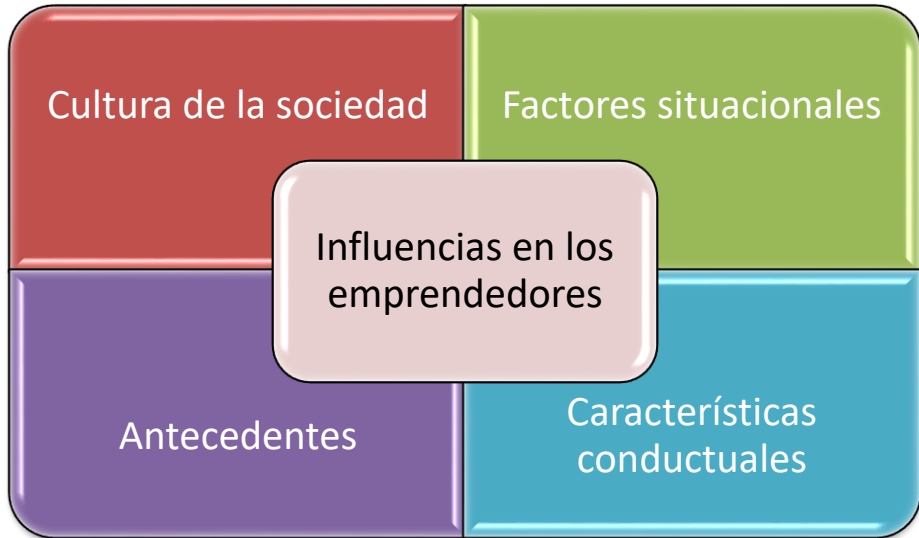 Cultura de la sociedad
Factores situacionales
Influencias en los
emprendedores
Antecedentes
Características
conductuales